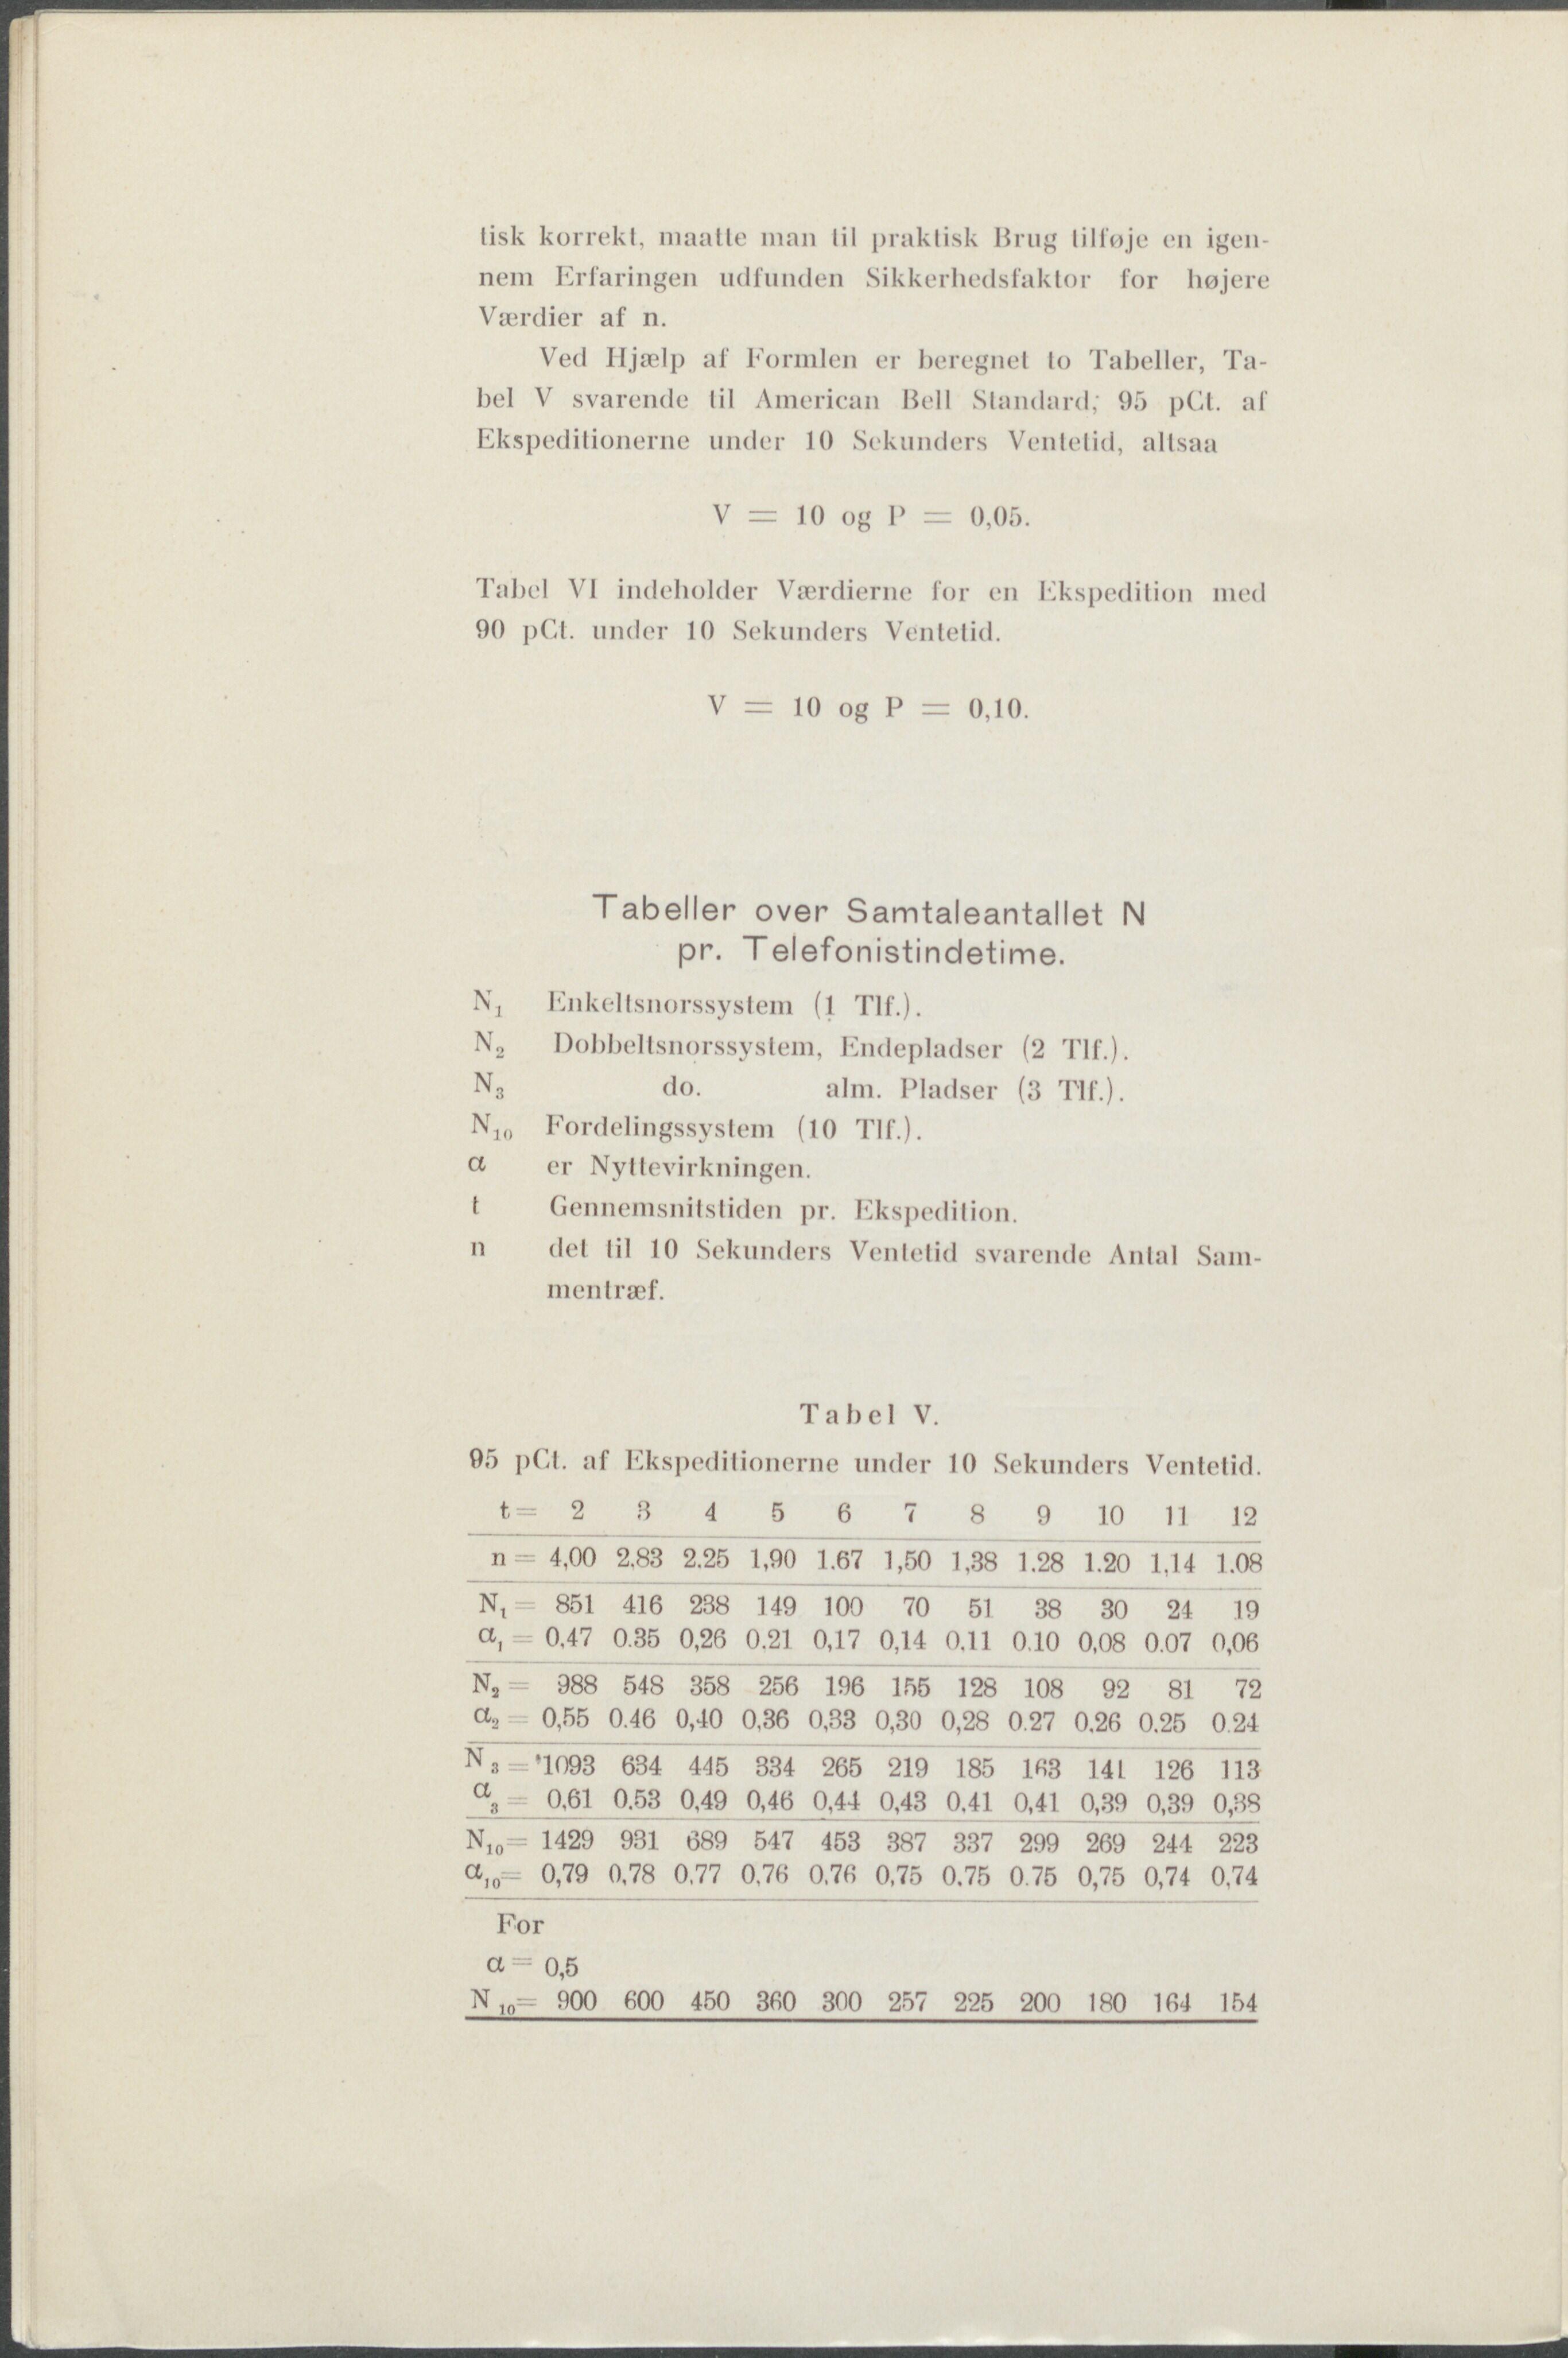 tisk korrekt, maatte man til praktisk Brug tilføje en igen-
nem Erfaringen udfunden Sikkerhedsfaktor for højere
Værdier af n.
Ved Hjælp af Formlen er beregnet to Tabeller, Ta-
bel V svarende til American Bell Standard; 95 pCt. af
Ekspeditionerne under 10 Sekunders Ventetid, altsaa
V = 10 og P = 0,05.
Tabel VI indeholder Værdierne for en Ekspedition med
90 pCt. under 10 Sekunders Ventetid.
V = 10 og P = 0,10.
Tabeller over Samtaleantallet N
pr. Telefonistindetime.
N₁ Enkeltsnorssystem (1 Tlf.).
N₂ Dobbeltsnorssystem, Endepladser (2 Tlf.).
N₃ do. alm. Pladser (3 Tlf.).
N₁₀ Fordelingssystem (10 Tlf.).
α er Nyttevirkningen.
t Gennemsnitstiden pr. Ekspedition.
n det til 10 Sekunders Ventetid svarende Antal Sam-
mentræf.
Tabel V.
95 pCt. af Ekspeditionerne under 10 Sekunders Ventetid.
t = 2 3 4 5 6 7 8 9 10 11 12
n = 4,00 2,83 2.25 1,90 1.67 1,50 1,38 1.28 1.20 1,14 1.08
N₁ = 851 416 238 149 100 70 51 38 30 24 19
α₁ = 0,47 0.35 0,26 0.21 0,17 0,14 0.11 0.10 0,08 0.07 0,06
N₂ = 988 548 358 256 196 155 128 108 92 81 72
α₂ = 0,55 0.46 0,40 0,36 0,33 0,30 0,28 0.27 0.26 0.25 0.24
N₃ = 1093 634 445 334 265 219 185 163 141 126 113
α₃ = 0,61 0,53 0,49 0,46 0,44 0,43 0,41 0,41 0,39 0,39 0,38
N₁₀ = 1429 931 689 547 453 387 337 299 269 244 223
α₁₀ = 0,79 0,78 0,77 0,76 0,76 0,75 0.75 0.75 0,75 0,74 0,74
For
α = 0,5
N₁₀ = 900 600 450 360 300 257 225 200 180 164 154